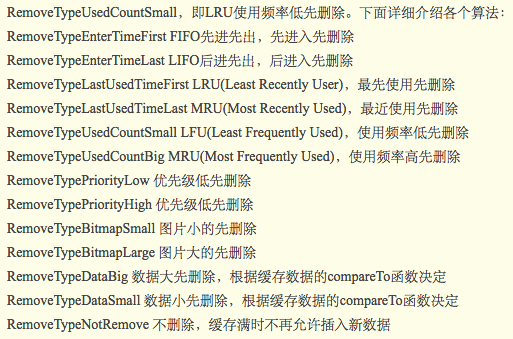 RemoveTypeUsedCountSmall，即LRU使用频率低先删除。下面详细介绍各个算法：
RemoveTypeEnterTimeFirst FIFO先进先出，先进入先删除
RemoveTypeEnterTimeLast LIFO后进先出，后进入先删除
RemoveTypeLastUsedTimeFirst LRU(Least Recently User)，最先使用先删除
RemoveTypeLastUsedTimeLast MRU(Most Recently Used)，最近使用先删除
RemoveTypeUsedCountSmall LFU(Least Frequently Used)，使用频率低先删除
RemoveTypeUsedCountBig MRU(Most Frequently Used)，使用频率高先删除
RemoveTypePriorityLow 优先级低先删除
RemoveTypePriorityHigh 优先级低先删除
RemoveTypeBitmapSmall 图片小的先删除
RemoveTypeBitmapLarge 图片大的先删除
RemoveTypeDataBig 数据大先删除，根据缓存数据的compareTo函数决定
RemoveTypeDataSmall 数据小先删除，根据缓存数据的compareTo函数决定
RemoveTypeNotRemove 不删除，缓存满时不再允许插入新数据